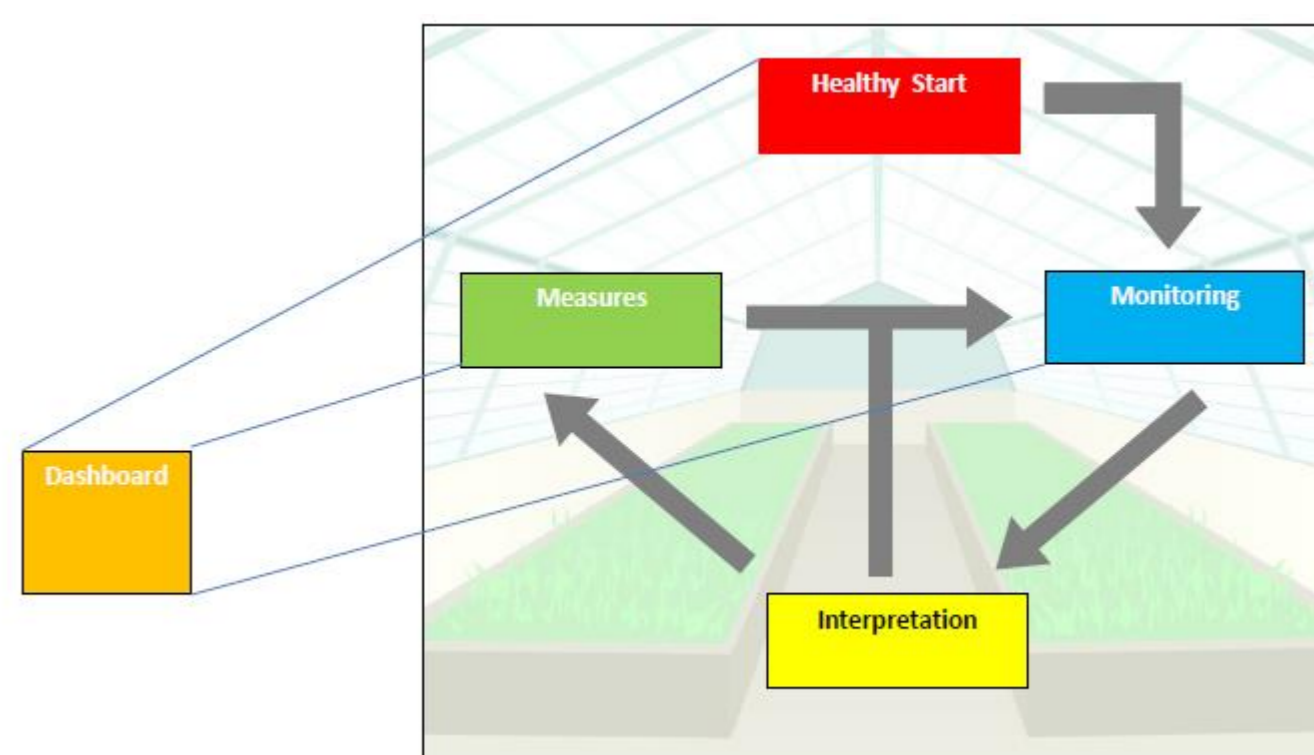 Healthy Start
Measures
Monitoring
Dashboard
Interpretation